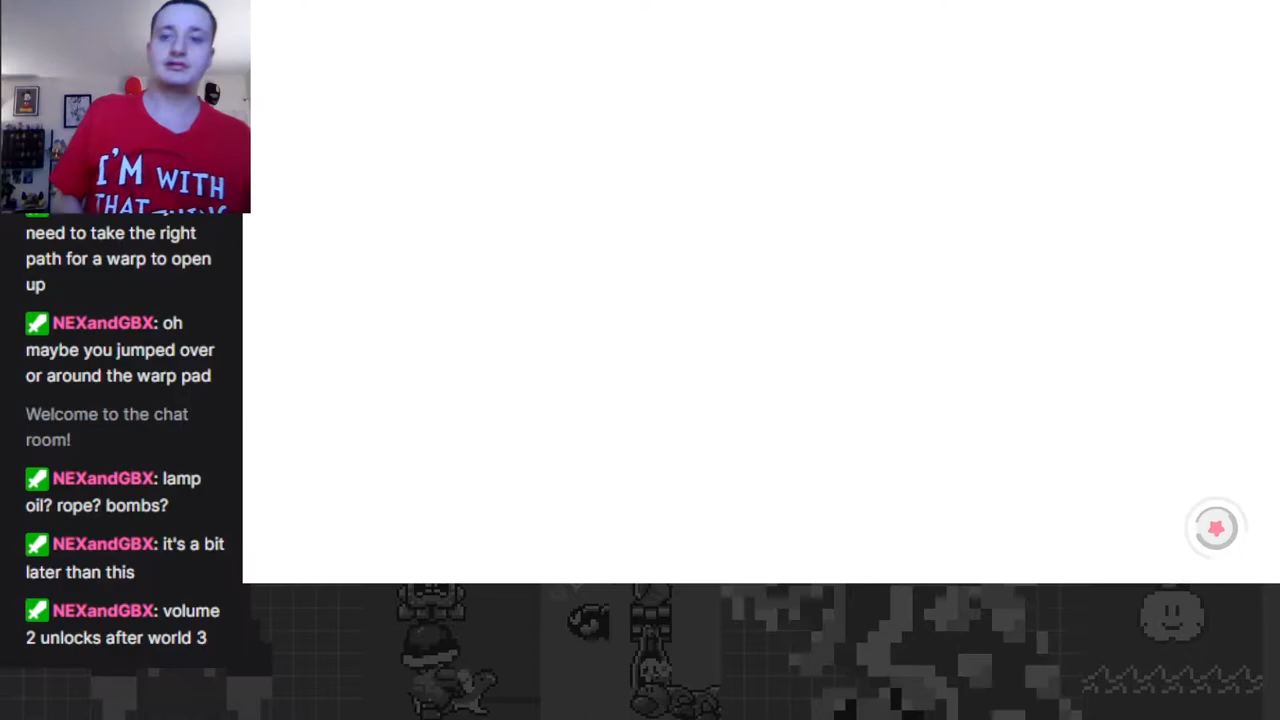 I'M WITH
THAT
need to take the right
path for a warp to open
up
NEXandGBX: oh
maybe you jumped over
or around the warp pad
Welcome to the chat
room!
NEXandGBX: lamp
oil? rope? bombs?
NEXandGBX: it's a bit
later than this
NEXandGBX: volume
2 unlocks after world 3